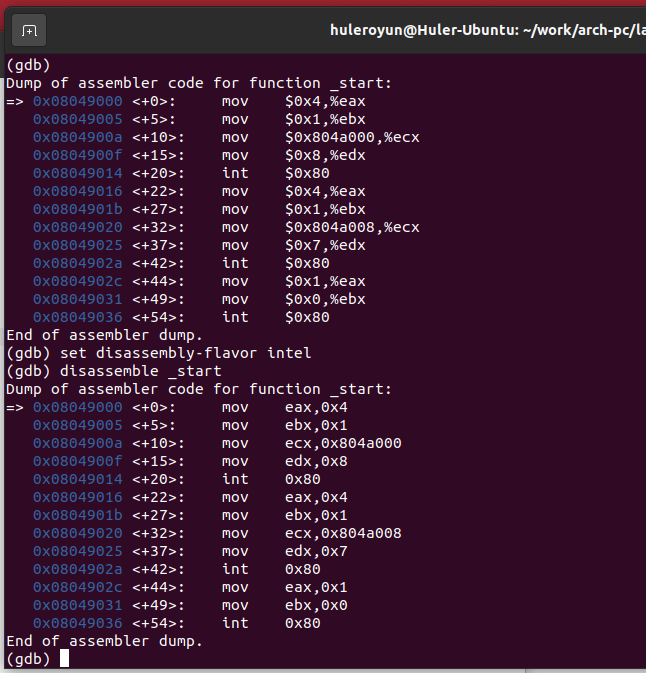 huleroyun@Huler-Ubuntu: ~/work/arch-pc/la
(gdb)
Dump of assembler code for function _start:
=> 0x08049000 <+0>:     mov    $0x4,%eax
   0x08049005 <+5>:     mov    $0x1,%ebx
   0x0804900a <+10>:    mov    $0x804a000,%ecx
   0x0804900f <+15>:    mov    $0x8,%edx
   0x08049014 <+20>:    int    $0x80
   0x08049016 <+22>:    mov    $0x4,%eax
   0x0804901b <+27>:    mov    $0x1,%ebx
   0x08049020 <+32>:    mov    $0x804a008,%ecx
   0x08049025 <+37>:    mov    $0x7,%edx
   0x0804902a <+42>:    int    $0x80
   0x0804902c <+44>:    mov    $0x1,%eax
   0x08049031 <+49>:    mov    $0x0,%ebx
   0x08049036 <+54>:    int    $0x80
End of assembler dump.
(gdb) set disassembly-flavor intel
(gdb) disassemble _start
Dump of assembler code for function _start:
=> 0x08049000 <+0>:     mov    eax,0x4
   0x08049005 <+5>:     mov    ebx,0x1
   0x0804900a <+10>:    mov    ecx,0x804a000
   0x0804900f <+15>:    mov    edx,0x8
   0x08049014 <+20>:    int    0x80
   0x08049016 <+22>:    mov    eax,0x4
   0x0804901b <+27>:    mov    ebx,0x1
   0x08049020 <+32>:    mov    ecx,0x804a008
   0x08049025 <+37>:    mov    edx,0x7
   0x0804902a <+42>:    int    0x80
   0x0804902c <+44>:    mov    eax,0x1
   0x08049031 <+49>:    mov    ebx,0x0
   0x08049036 <+54>:    int    0x80
End of assembler dump.
(gdb)